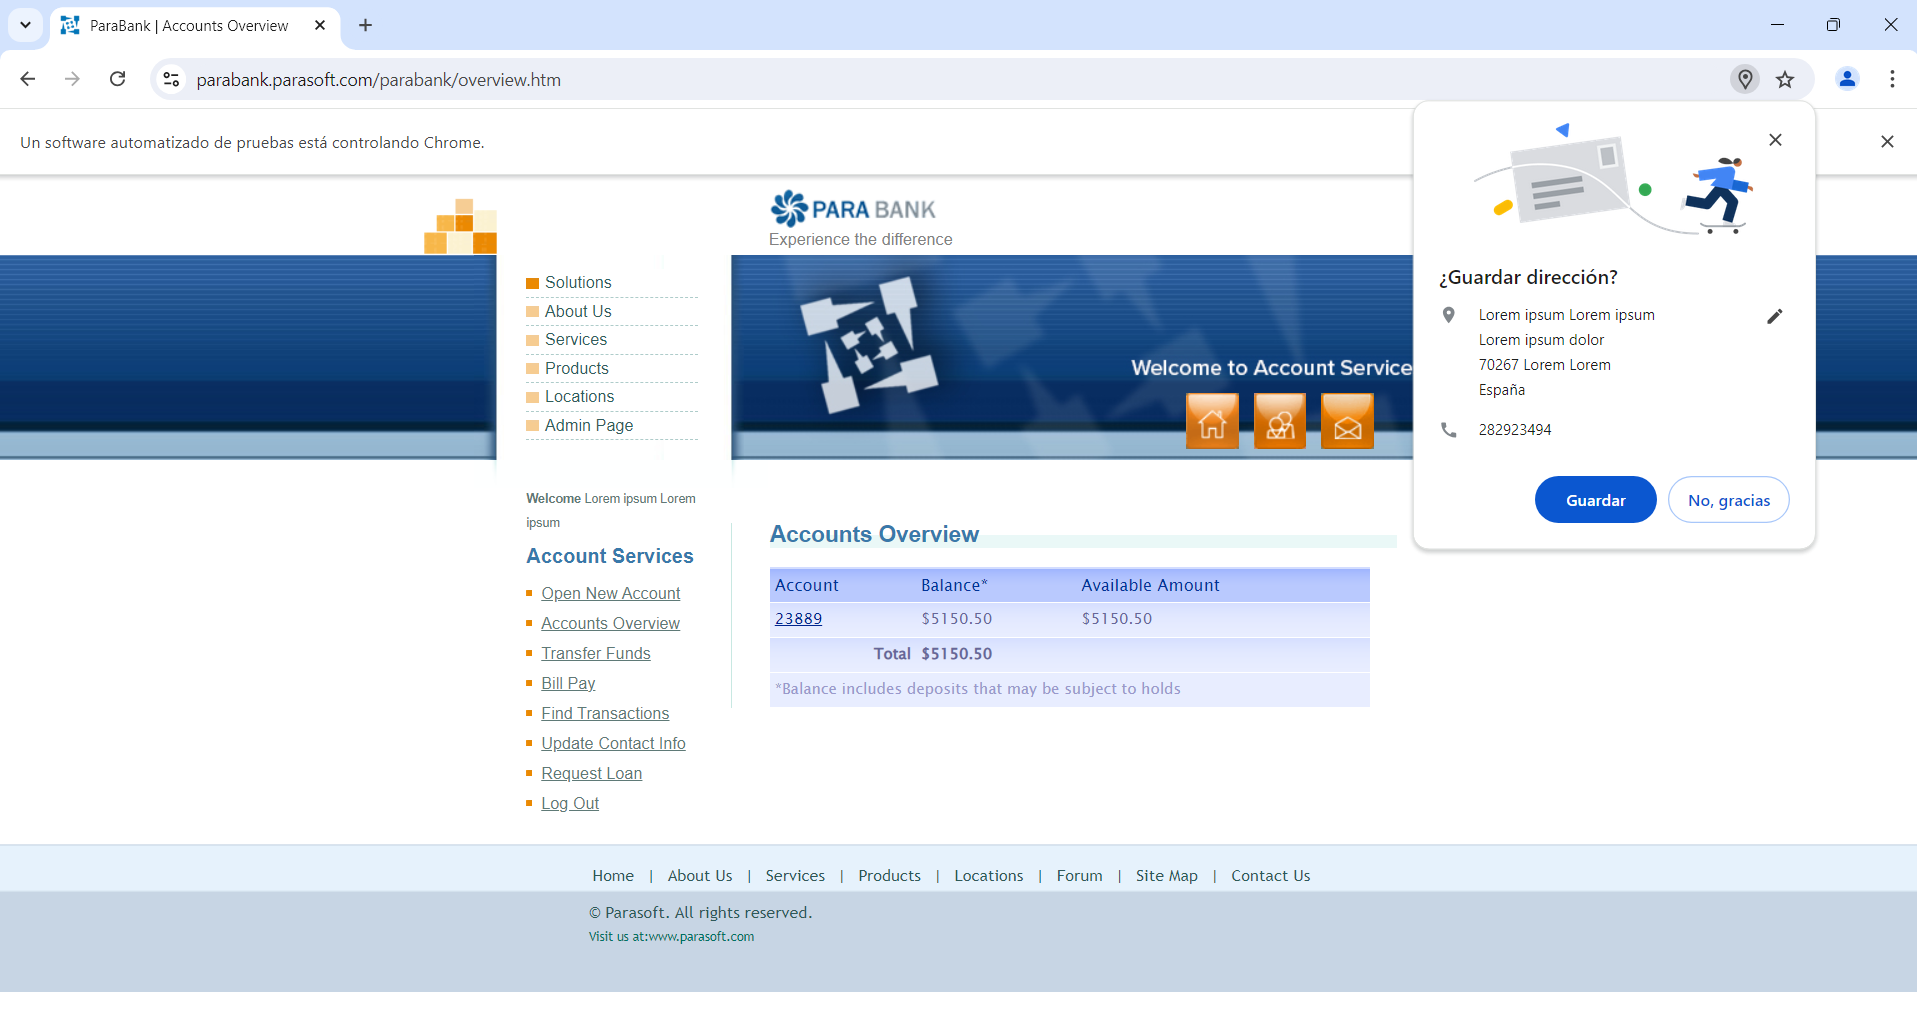 ParaBank | Accounts Overview
parabank.parasoft.com/parabank/overview.htm
Un software automatizado de pruebas está controlando Chrome.
PARA BANK
Experience the difference
Solutions
About Us
Services
Products
Locations
Admin Page
Welcome to Account Service
¿Guardar dirección?
Lorem ipsum Lorem ipsum
Lorem ipsum dolor
70267 Lorem Lorem
España
282923494
Guardar
No, gracias
Welcome Lorem ipsum Lorem
ipsum
Account Services
Open New Account
Accounts Overview
Transfer Funds
Bill Pay
Find Transactions
Update Contact Info
Request Loan
Log Out
Accounts Overview
Account Balance* Available Amount
23889 $5150.50 $5150.50
Total $5150.50
*Balance includes deposits that may be subject to holds
Home | About Us | Services | Products | Locations | Forum | Site Map | Contact Us
© Parasoft. All rights reserved.
Visit us at:www.parasoft.com